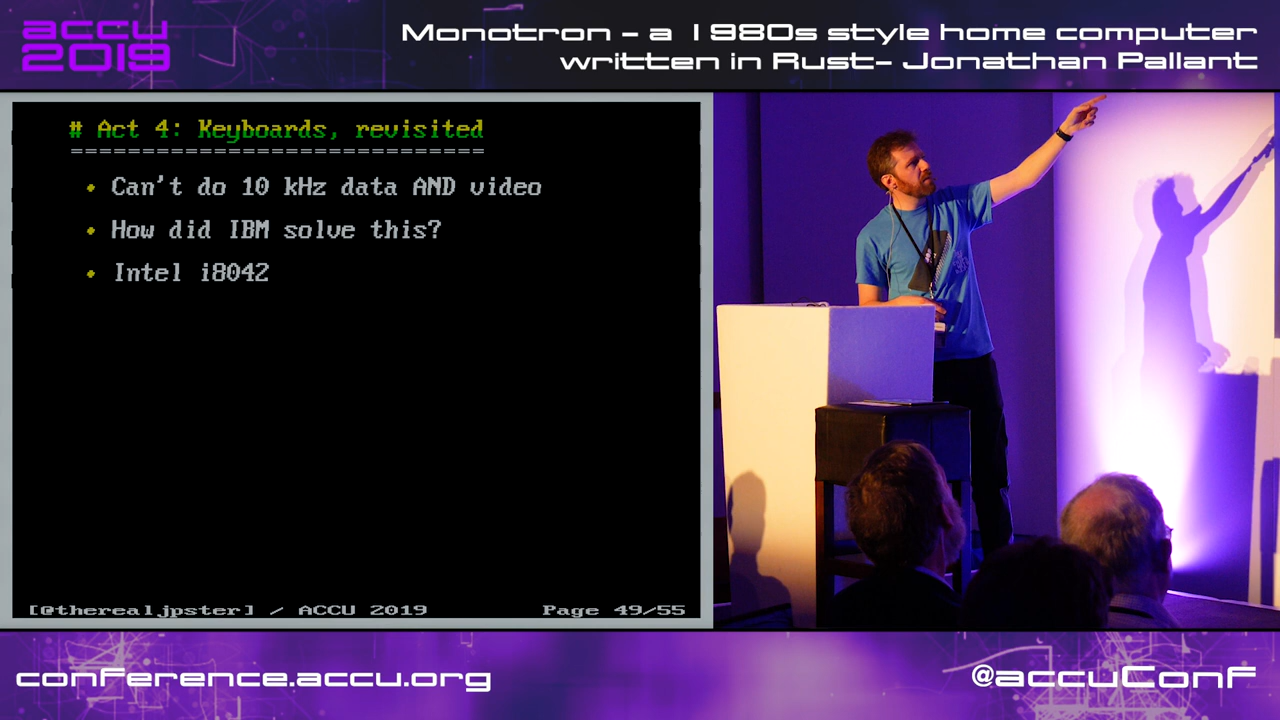 accu
2019
Monotron - a 1980s style home computer
written in Rust- Jonathan Pallant
# Act 4: Keyboards, revisited
=============================
• Can't do 10 kHz data AND video
• How did IBM solve this?
• Intel i8042
[@therealjpster] / ACCU 2019
Page 49/55
conference.accu.org
@accuConf